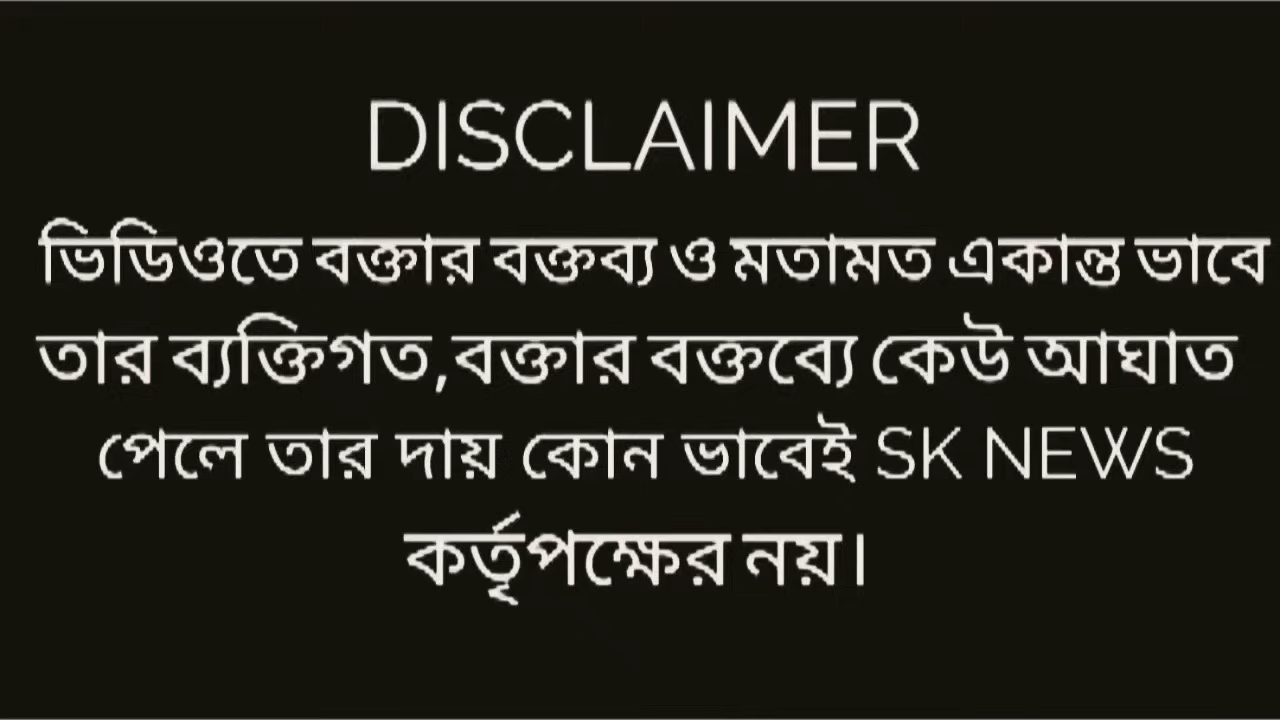 DISCLAIMER
ভিডিওতে বক্তার বক্তব্য ও মতামত একান্ত ভাবে
তার ব্যক্তিগত,বক্তার বক্তব্যে কেউ আঘাত
পেলে তার দায় কোন ভাবেই SK NEWS
কর্তৃপক্ষের নয়।